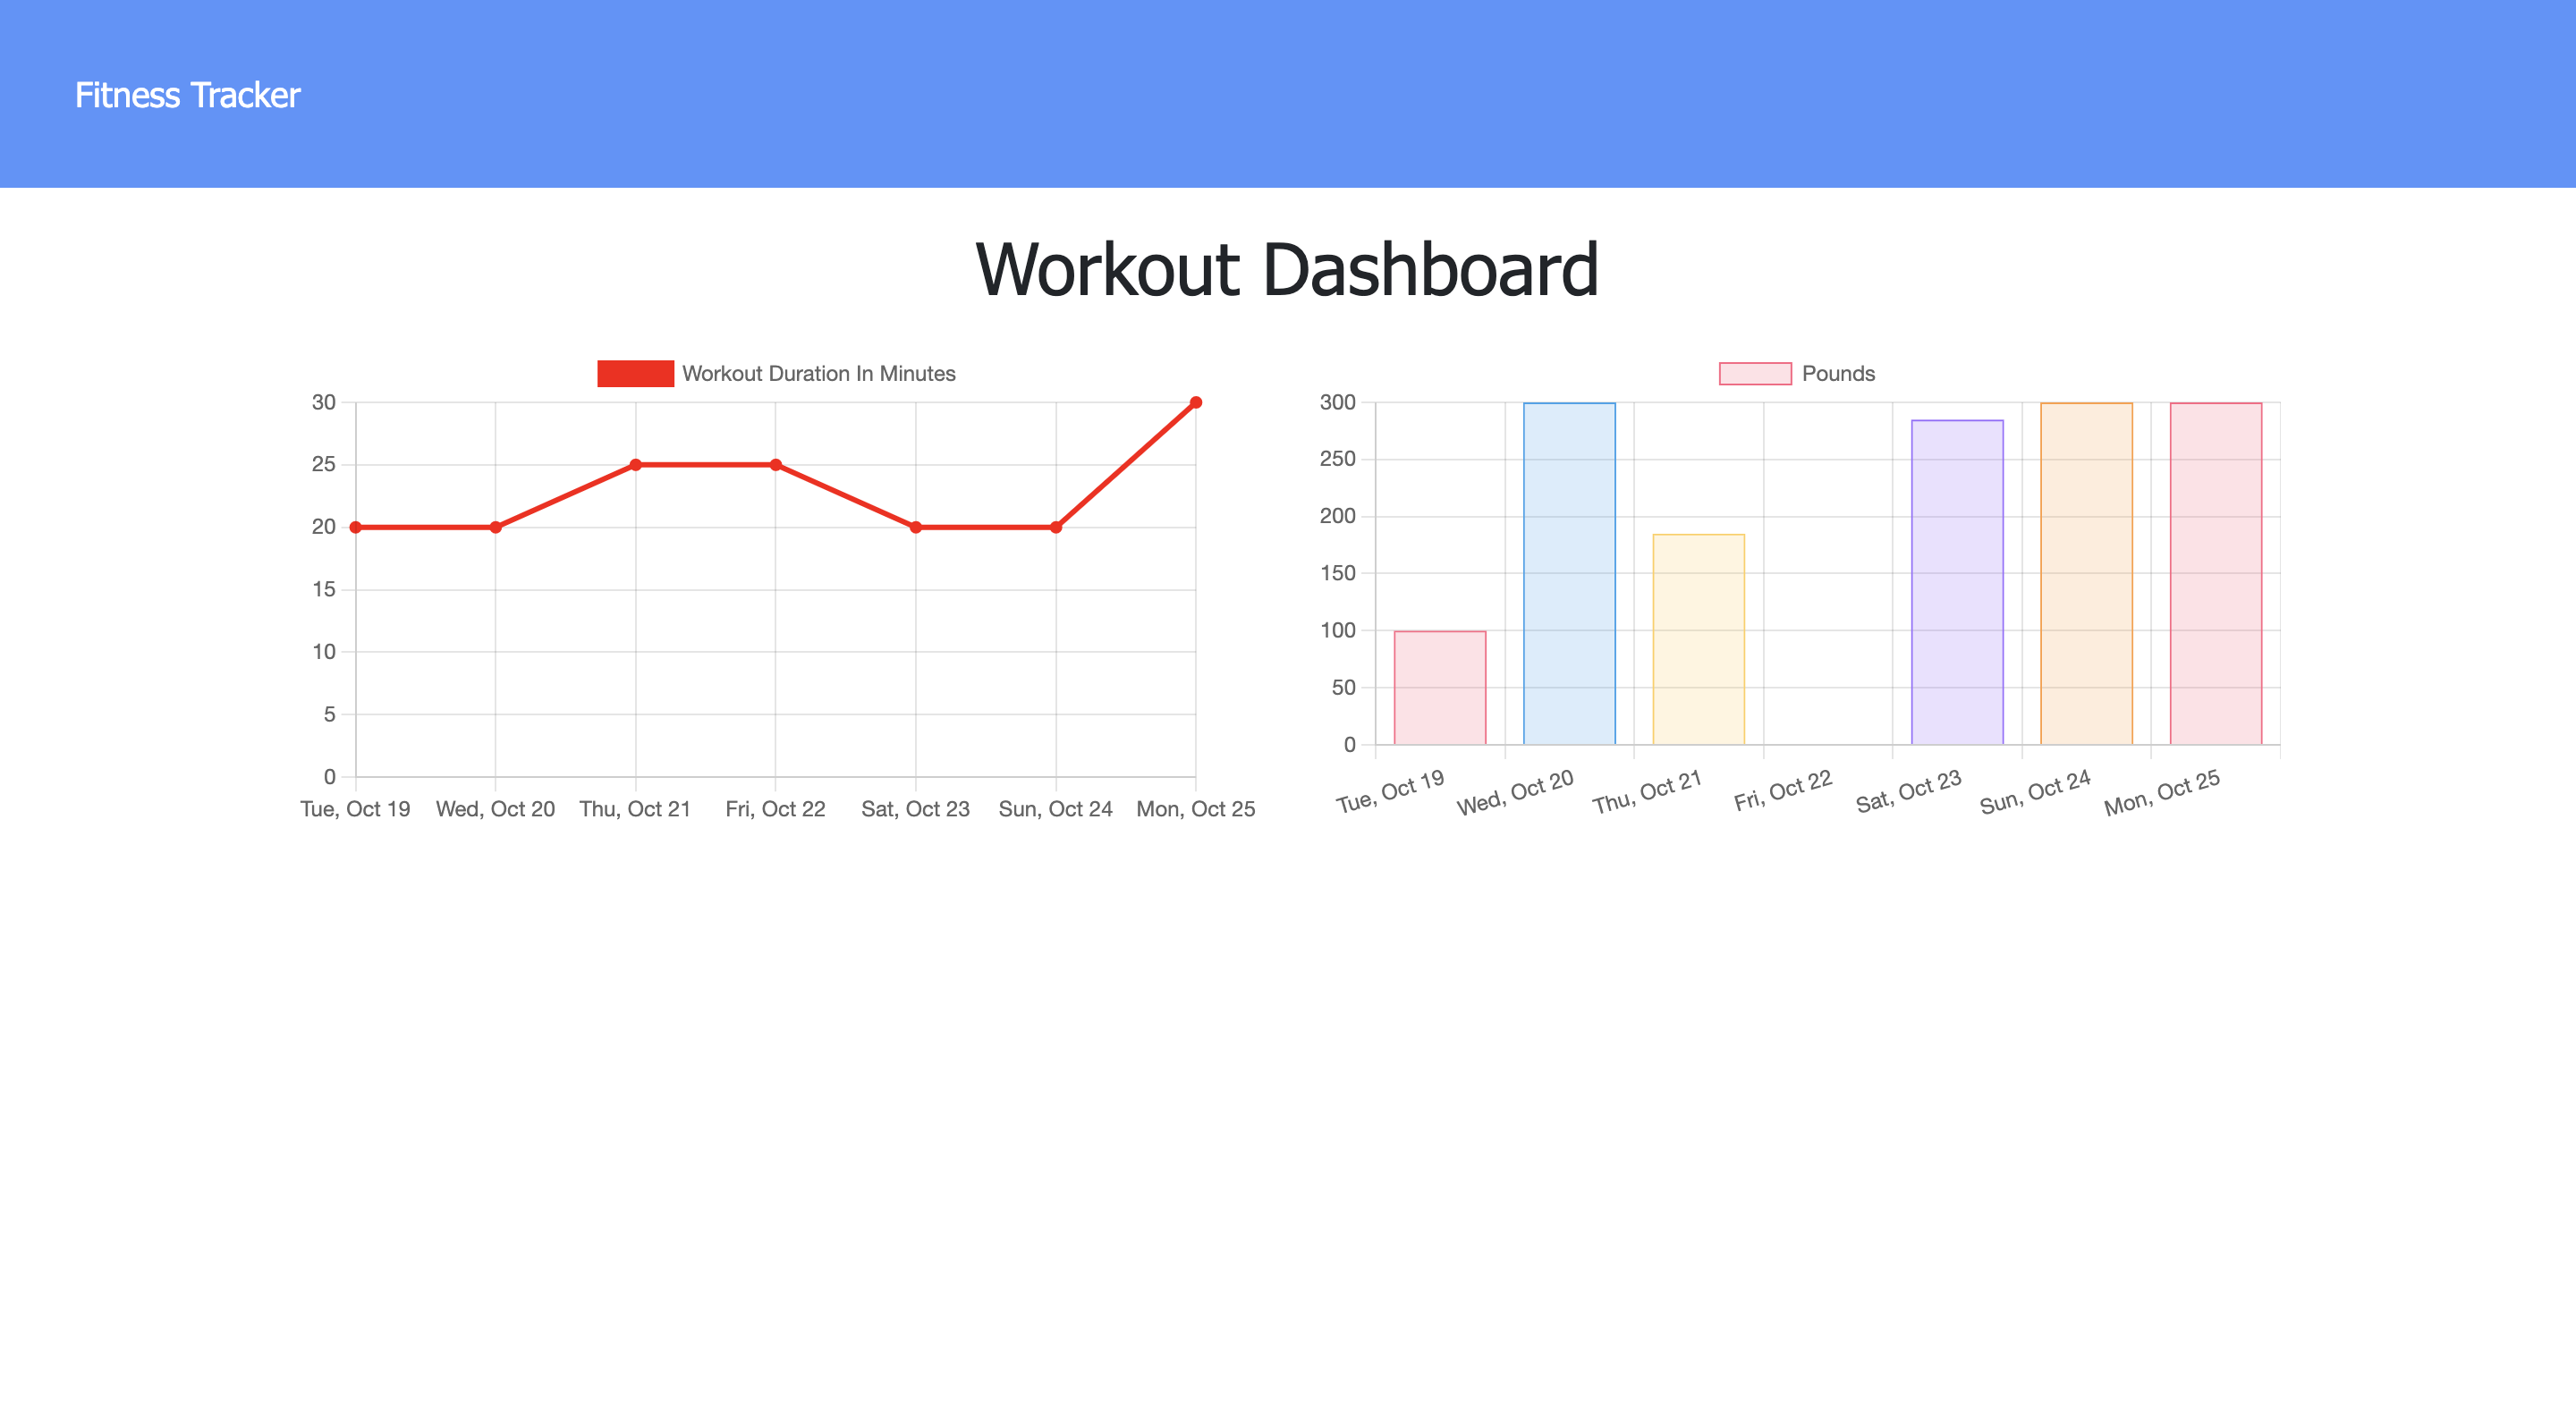 Fitness Tracker
Workout Dashboard
Workout Duration In Minutes
30
25
20
15
10
5
0
Tue, Oct 19 Wed, Oct 20 Thu, Oct 21 Fri, Oct 22 Sat, Oct 23 Sun, Oct 24 Mon, Oct 25
Pounds
300
250
200
150
100
50
0
Tue, Oct 19 Wed, Oct 20 Thu, Oct 21 Fri, Oct 22 Sat, Oct 23 Sun, Oct 24 Mon, Oct 25